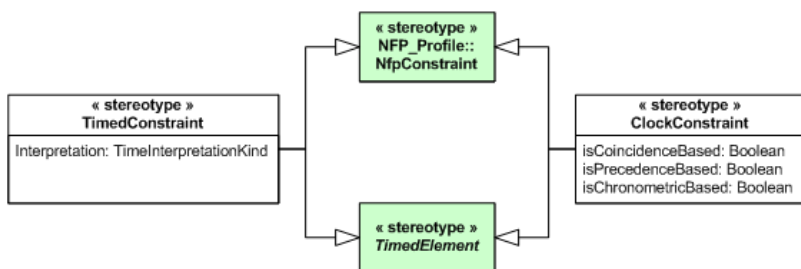 « stereotype »
NFP_Profile::
NfpConstraint
« stereotype »
TimedConstraint
Interpretation: TimeInterpretationKind
« stereotype »
ClockConstraint
isCoincidenceBased: Boolean
isPrecedenceBased: Boolean
isChronometricBased: Boolean
« stereotype »
TimedElement